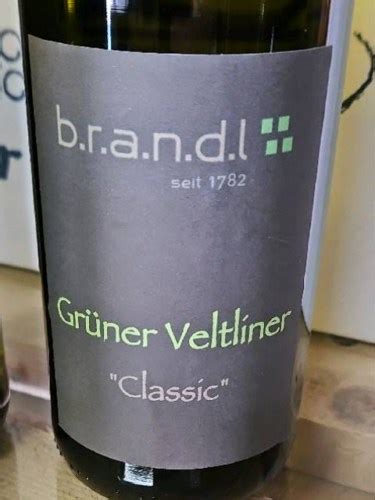 b.r.a.n.d.l
seit 1782
Grüner Veltliner
"Classic"